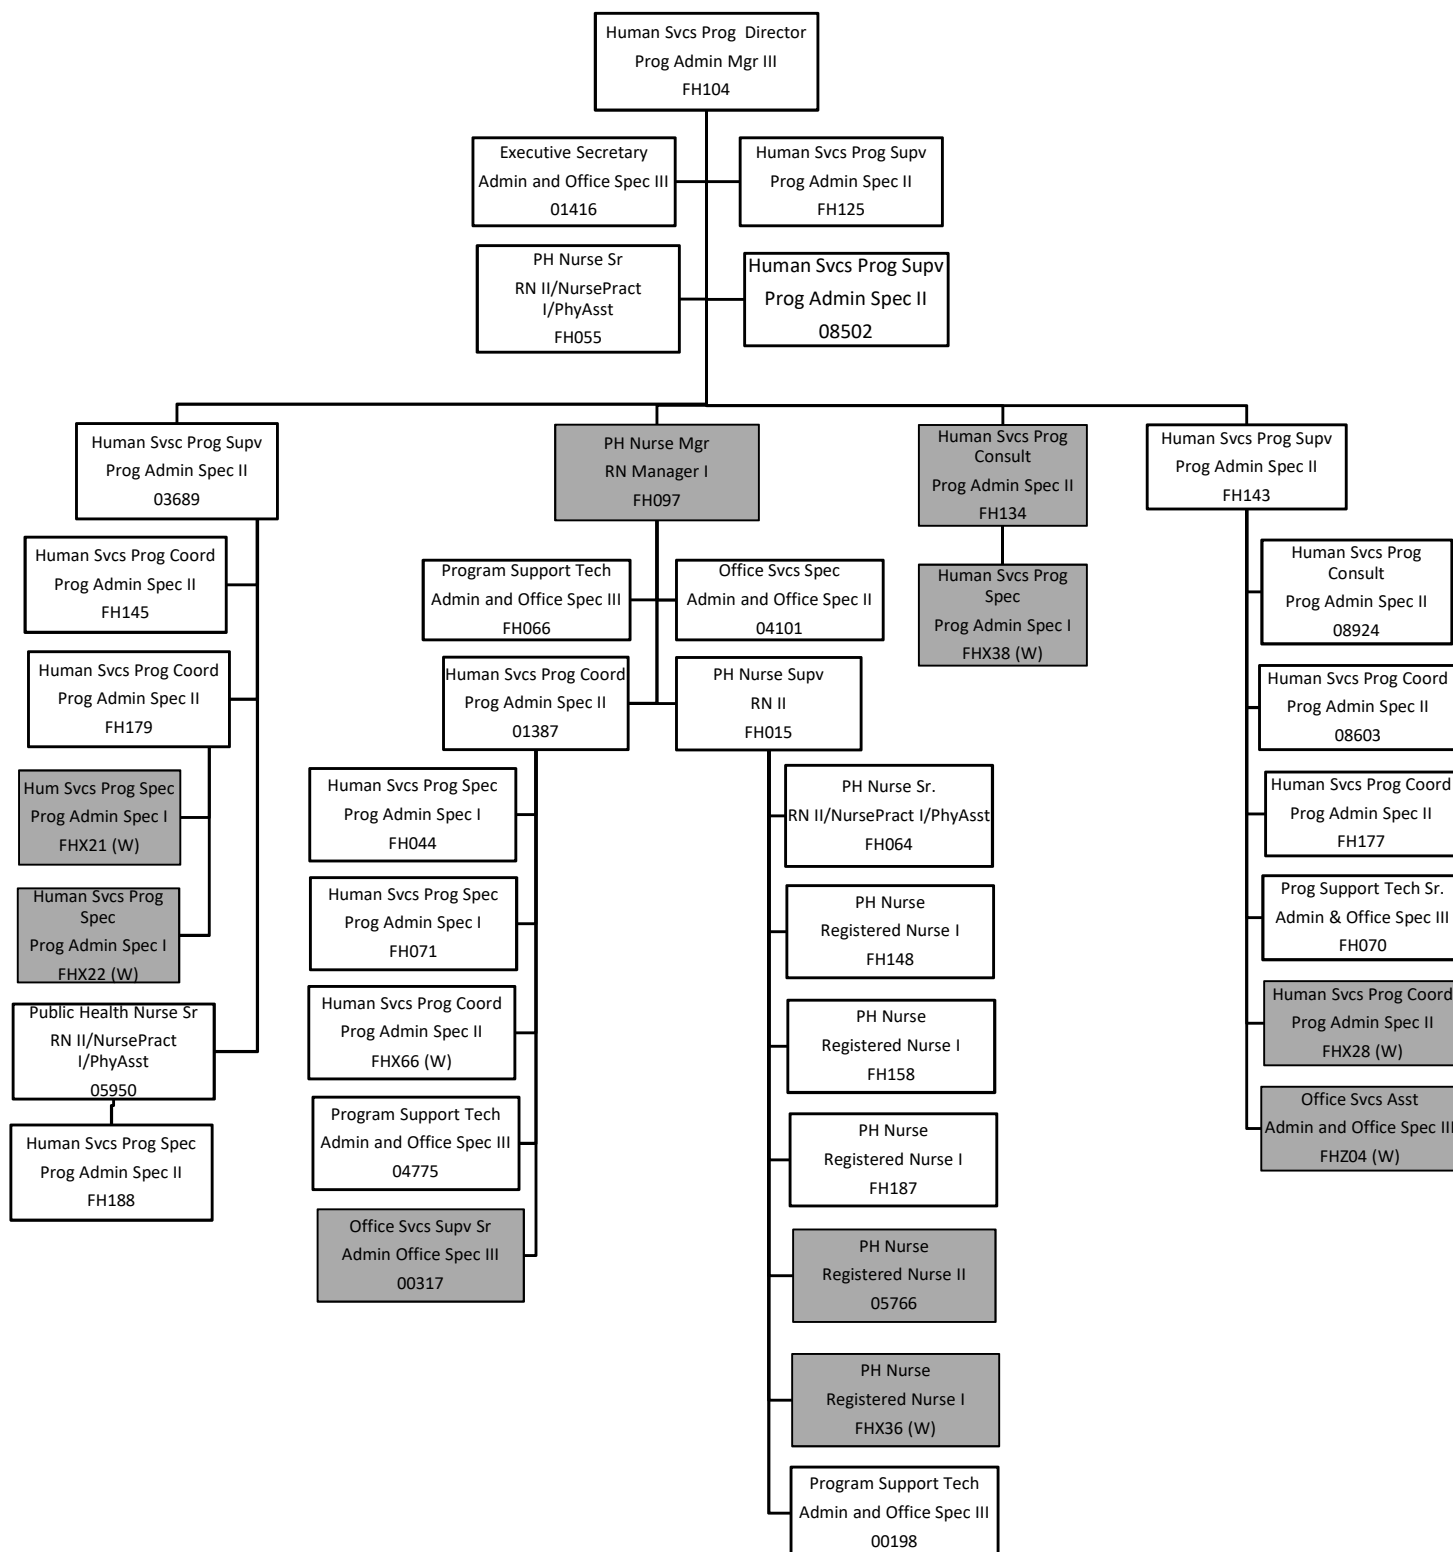 Human Svcs Prog  Director
Prog Admin Mgr III
FH104
Executive Secretary
Admin and Office Spec III
01416
Human Svcs Prog Supv
Prog Admin Spec II
FH125
PH Nurse Sr
RN II/NursePract
I/PhyAsst
FH055
Human Svcs Prog Supv
Prog Admin Spec II
08502
Human Svsc Prog Supv
Prog Admin Spec II
03689
Human Svcs Prog Coord
Prog Admin Spec II
FH145
Human Svcs Prog Coord
Prog Admin Spec II
FH179
Hum Svcs Prog Spec
Prog Admin Spec I
FHX21 (W)
Human Svcs Prog
Spec
Prog Admin Spec I
FHX22 (W)
Public Health Nurse Sr
RN II/NursePract
I/PhyAsst
05950
Human Svcs Prog Spec
Prog Admin Spec II
FH188
PH Nurse Mgr
RN Manager I
FH097
Program Support Tech
Admin and Office Spec III
FH066
Office Svcs Spec
Admin and Office Spec II
04101
Human Svcs Prog Coord
Prog Admin Spec II
01387
PH Nurse Supv
RN II
FH015
Human Svcs Prog Spec
Prog Admin Spec I
FH044
Human Svcs Prog Spec
Prog Admin Spec I
FH071
Human Svcs Prog Coord
Prog Admin Spec II
FHX66 (W)
Program Support Tech
Admin and Office Spec III
04775
Office Svcs Supv Sr
Admin Office Spec III
00317
PH Nurse Sr.
RN II/NursePract I/PhyAsst
FH064
PH Nurse
Registered Nurse I
FH148
PH Nurse
Registered Nurse I
FH158
PH Nurse
Registered Nurse I
FH187
PH Nurse
Registered Nurse II
05766
PH Nurse
Registered Nurse I
FHX36 (W)
Program Support Tech
Admin and Office Spec III
00198
Human Svcs Prog
Consult
Prog Admin Spec II
FH134
Human Svcs Prog
Spec
Prog Admin Spec I
FHX38 (W)
Human Svcs Prog Supv
Prog Admin Spec II
FH143
Human Svcs Prog
Consult
Prog Admin Spec II
08924
Human Svcs Prog Coord
Prog Admin Spec II
08603
Human Svcs Prog Coord
Prog Admin Spec II
FH177
Prog Support Tech Sr.
Admin & Office Spec III
FH070
Human Svcs Prog Coord
Prog Admin Spec II
FHX28 (W)
Office Svcs Asst
Admin and Office Spec III
FHZ04 (W)